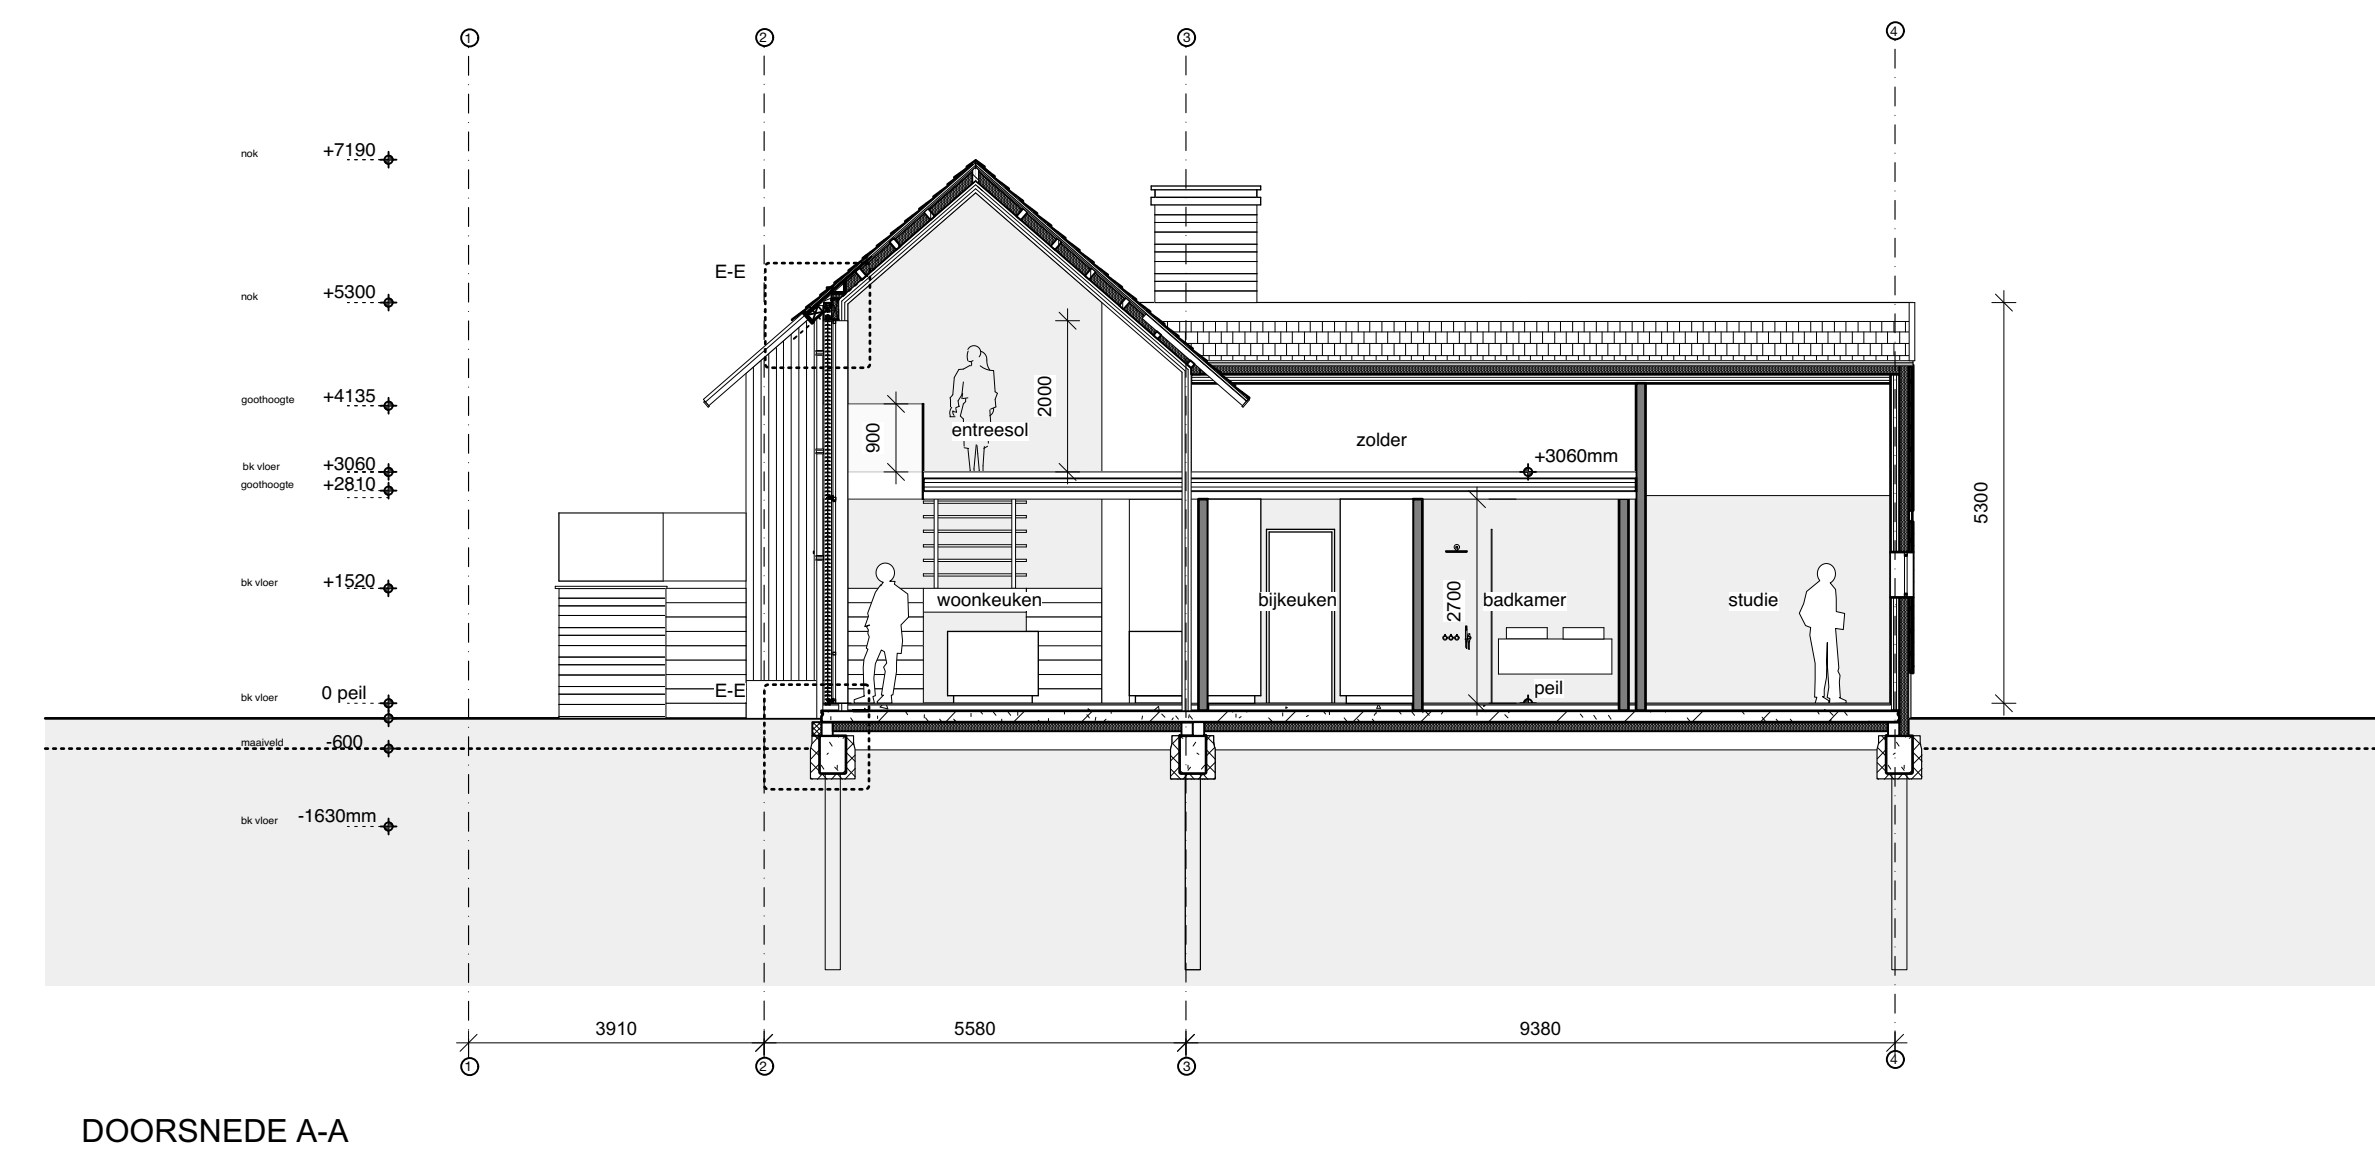 1 2 3 4
nok +7190
E-E
nok +5300
goothoogte +4135
2000
900
entreesol
zolder
bk vloer +3060
+3060mm
goothoogte +2810
5300
bk vloer +1520
woonkeuken
bijkeuken
2700
badkamer
studie
bk vloer 0 peil
E-E
peil
maaiveld -600
bk vloer -1630mm
3910 5580 9380
1 2 3 4
DOORSNEDE A-A